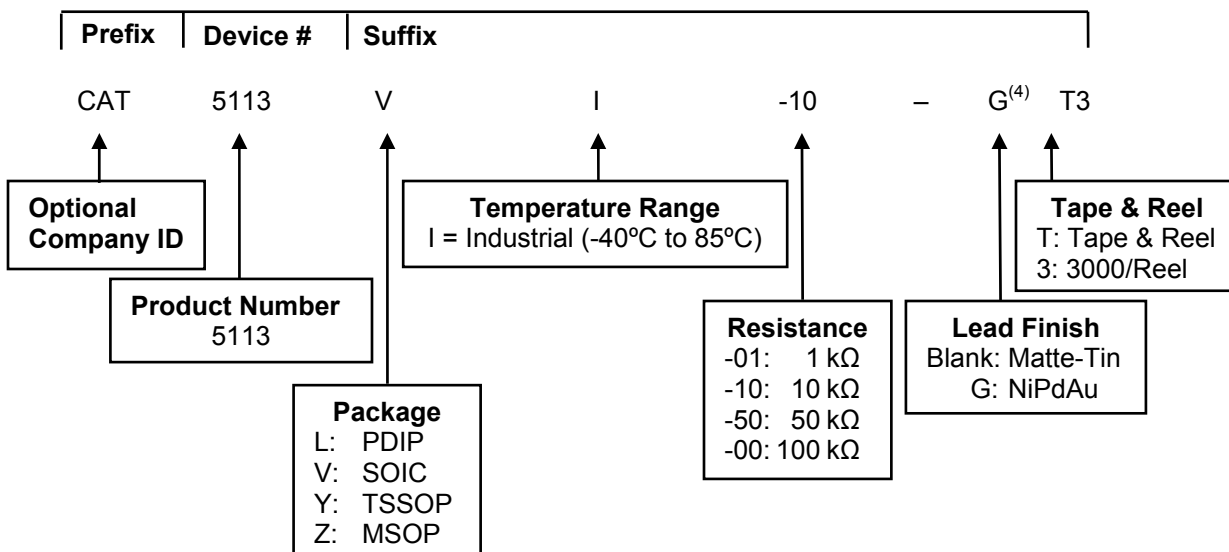 Prefix Device # Suffix
CAT 5113 V I -10 – G(4) T3
Optional
Company ID
Product Number
5113
Package
L: PDIP
V: SOIC
Y: TSSOP
Z: MSOP
Temperature Range
I = Industrial (-40ºC to 85ºC)
Resistance
-01: 1 kΩ
-10: 10 kΩ
-50: 50 kΩ
-00: 100 kΩ
Lead Finish
Blank: Matte-Tin
G: NiPdAu
Tape & Reel
T: Tape & Reel
3: 3000/Reel